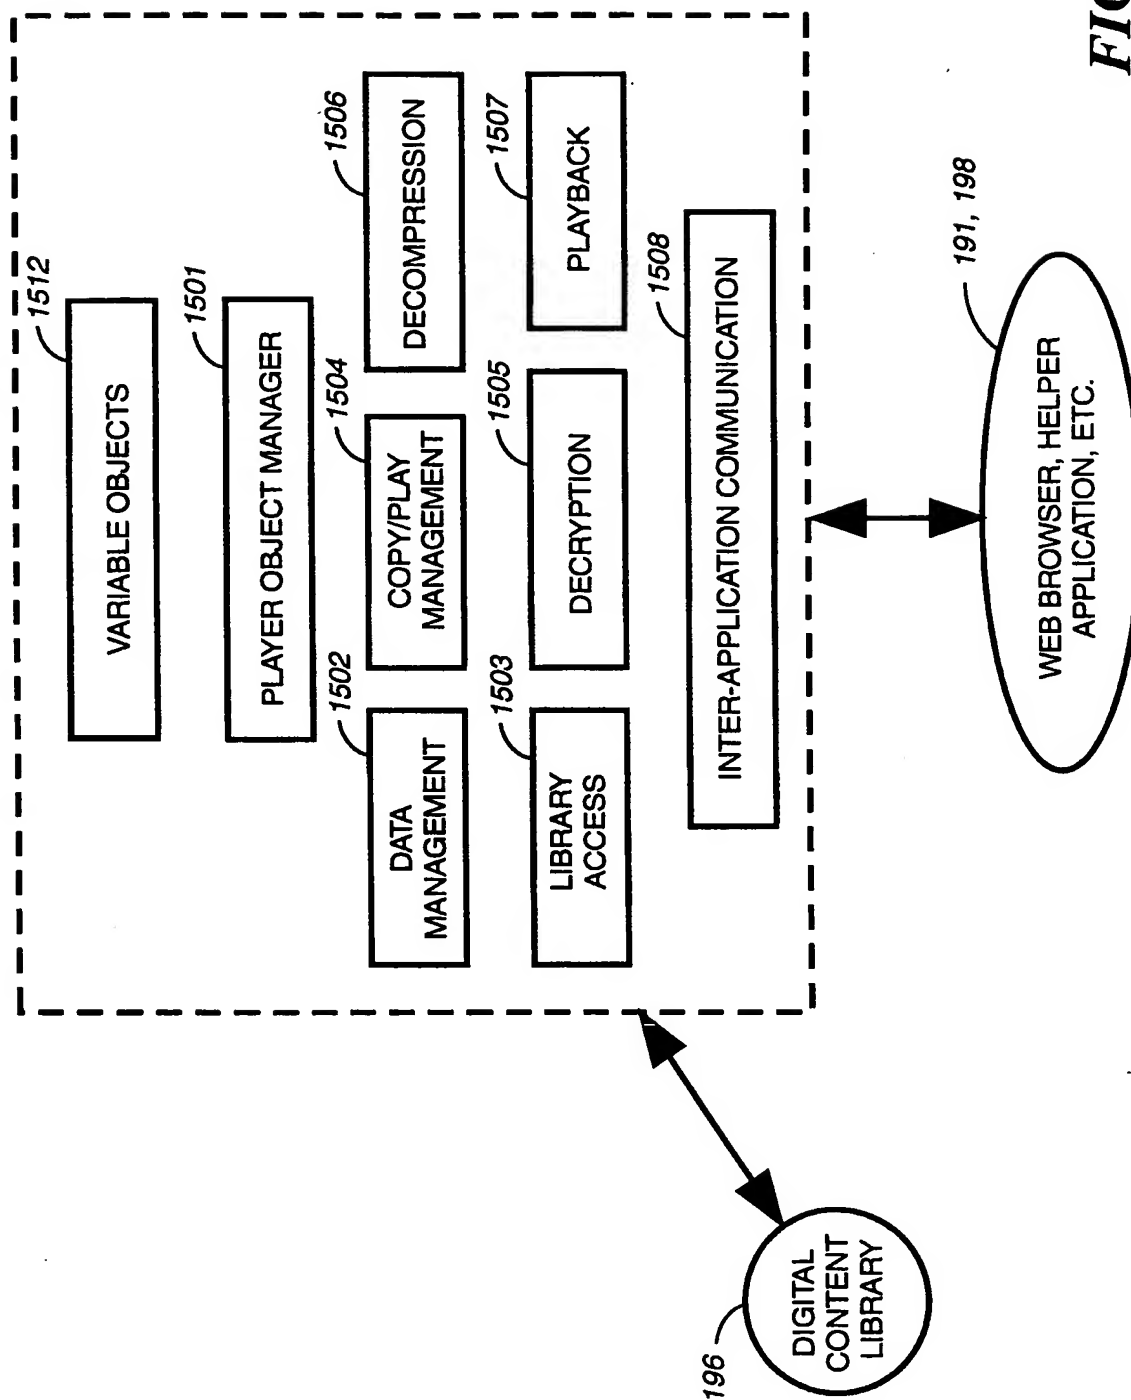 1512
VARIABLE OBJECTS
1501
PLAYER OBJECT MANAGER
1502
DATA
MANAGEMENT
1504
COPY/PLAY
MANAGEMENT
1506
DECOMPRESSION
1503
LIBRARY
ACCESS
1505
DECRYPTION
1507
PLAYBACK
1508
INTER-APPLICATION COMMUNICATION
196
DIGITAL
CONTENT
LIBRARY
191, 198
WEB BROWSER, HELPER
APPLICATION, ETC.